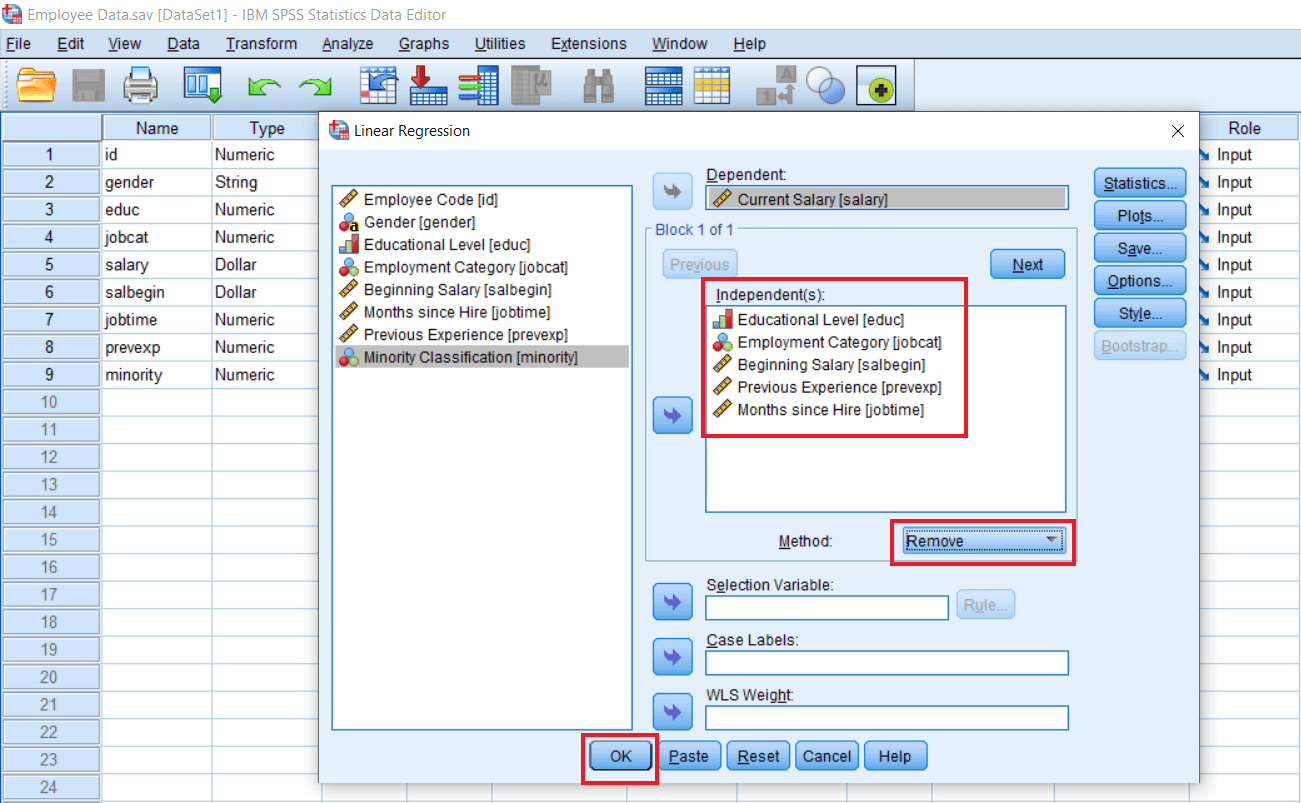 Employee Data.sav [DataSet1] - IBM SPSS Statistics Data Editor
File Edit View Data Transform Analyze Graphs Utilities Extensions Window Help
Name Type Role
1 id Numeric Input
2 gender String Input
3 educ Numeric Input
4 jobcat Numeric Input
5 salary Dollar Input
6 salbegin Dollar Input
7 jobtime Numeric Input
8 prevexp Numeric Input
9 minority Numeric Input
10
11
12
13
14
15
16
17
18
19
20
21
22
23
24
Linear Regression
Employee Code [id]
Gender [gender]
Educational Level [educ]
Employment Category [jobcat]
Beginning Salary [salbegin]
Months since Hire [jobtime]
Previous Experience [prevexp]
Minority Classification [minority]
Dependent:
Current Salary [salary]
Block 1 of 1
Previous Next
Independent(s):
Educational Level [educ]
Employment Category [jobcat]
Beginning Salary [salbegin]
Previous Experience [prevexp]
Months since Hire [jobtime]
Method: Remove
Selection Variable:
Rule...
Case Labels:
WLS Weight:
Statistics...
Plots...
Save...
Options...
Style...
Bootstrap...
OK Paste Reset Cancel Help